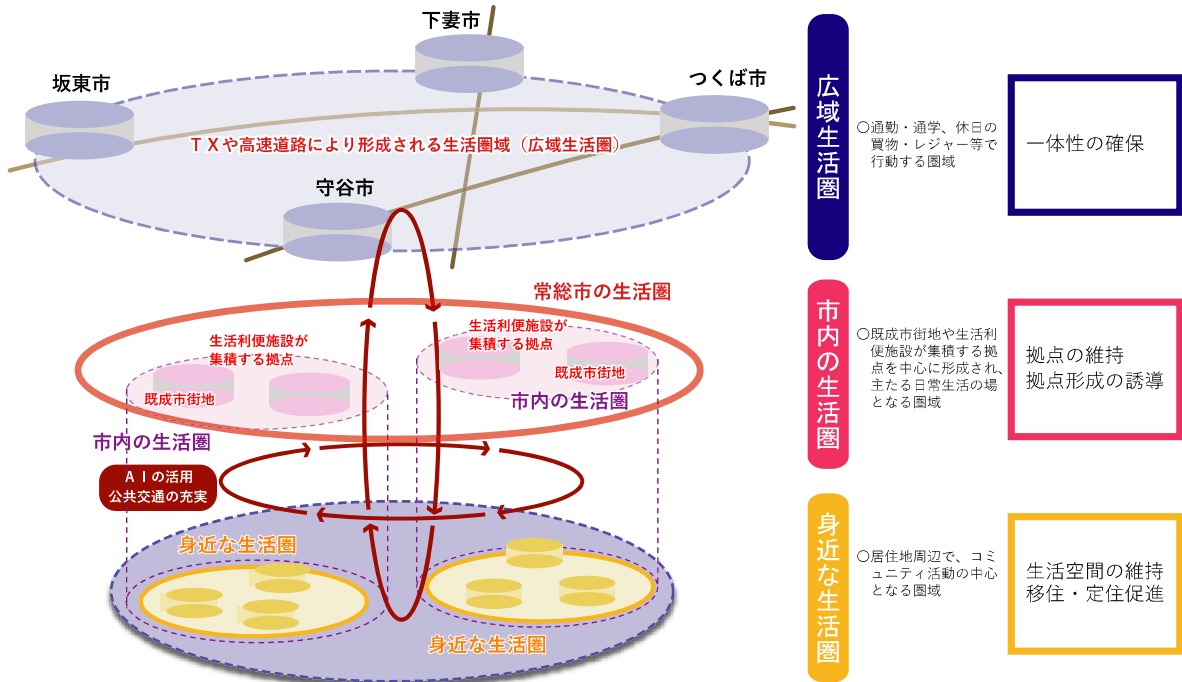 下妻市
坂東市
つくば市
ＴＸや高速道路により形成される生活圏域（広域生活圏）
守谷市
常総市の生活圏
生活利便施設が
集積する拠点
既成市街地
市内の生活圏
生活利便施設が
集積する拠点
既成市街地
市内の生活圏
ＡＩの活用
公共交通の充実
身近な生活圏
身近な生活圏
広域生活圏
○通勤・通学、休日の
買物・レジャー等で
行動する圏域
一体性の確保
市内の生活圏
○既成市街地や生活利
便施設が集積する拠
点を中心に形成され、
主たる日常生活の場
となる圏域
拠点の維持
拠点形成の誘導
身近な生活圏
○居住地周辺で、コミ
ュニティ活動の中心
となる圏域
生活空間の維持
移住・定住促進